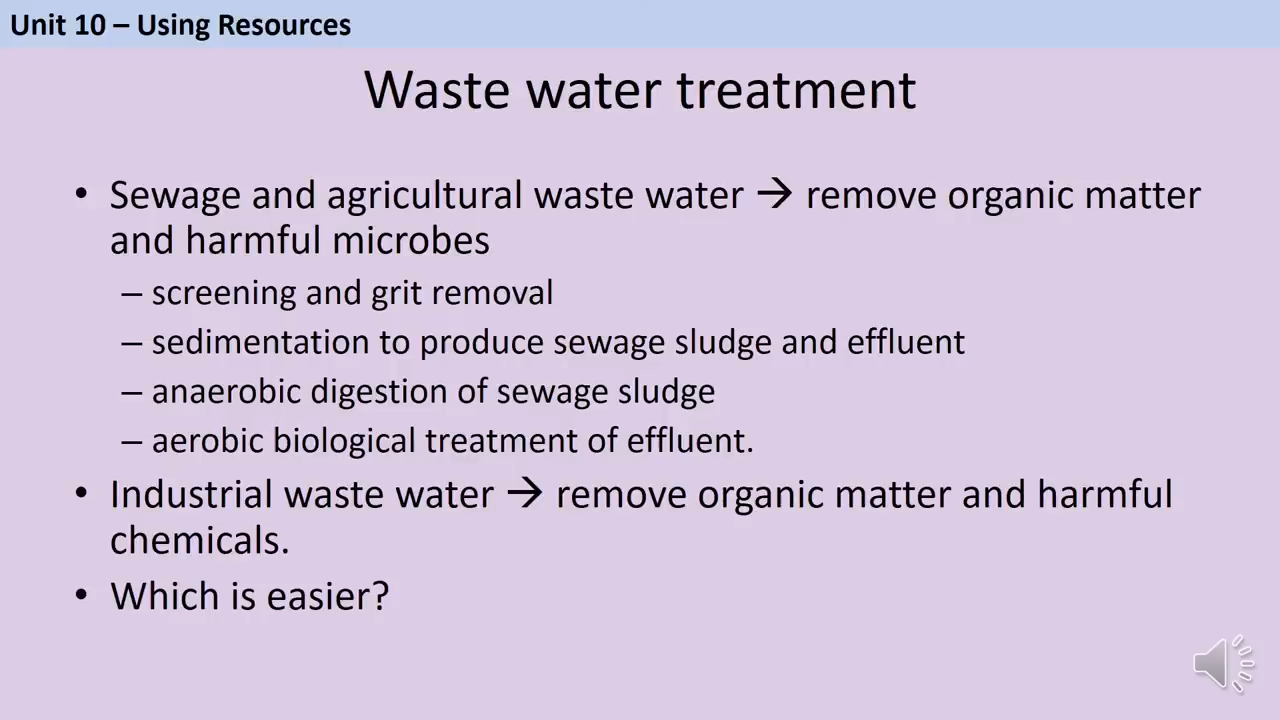 Unit 10 – Using Resources
Waste water treatment
• Sewage and agricultural waste water → remove organic matter
and harmful microbes
– screening and grit removal
– sedimentation to produce sewage sludge and effluent
– anaerobic digestion of sewage sludge
– aerobic biological treatment of effluent.
• Industrial waste water → remove organic matter and harmful
chemicals.
• Which is easier?